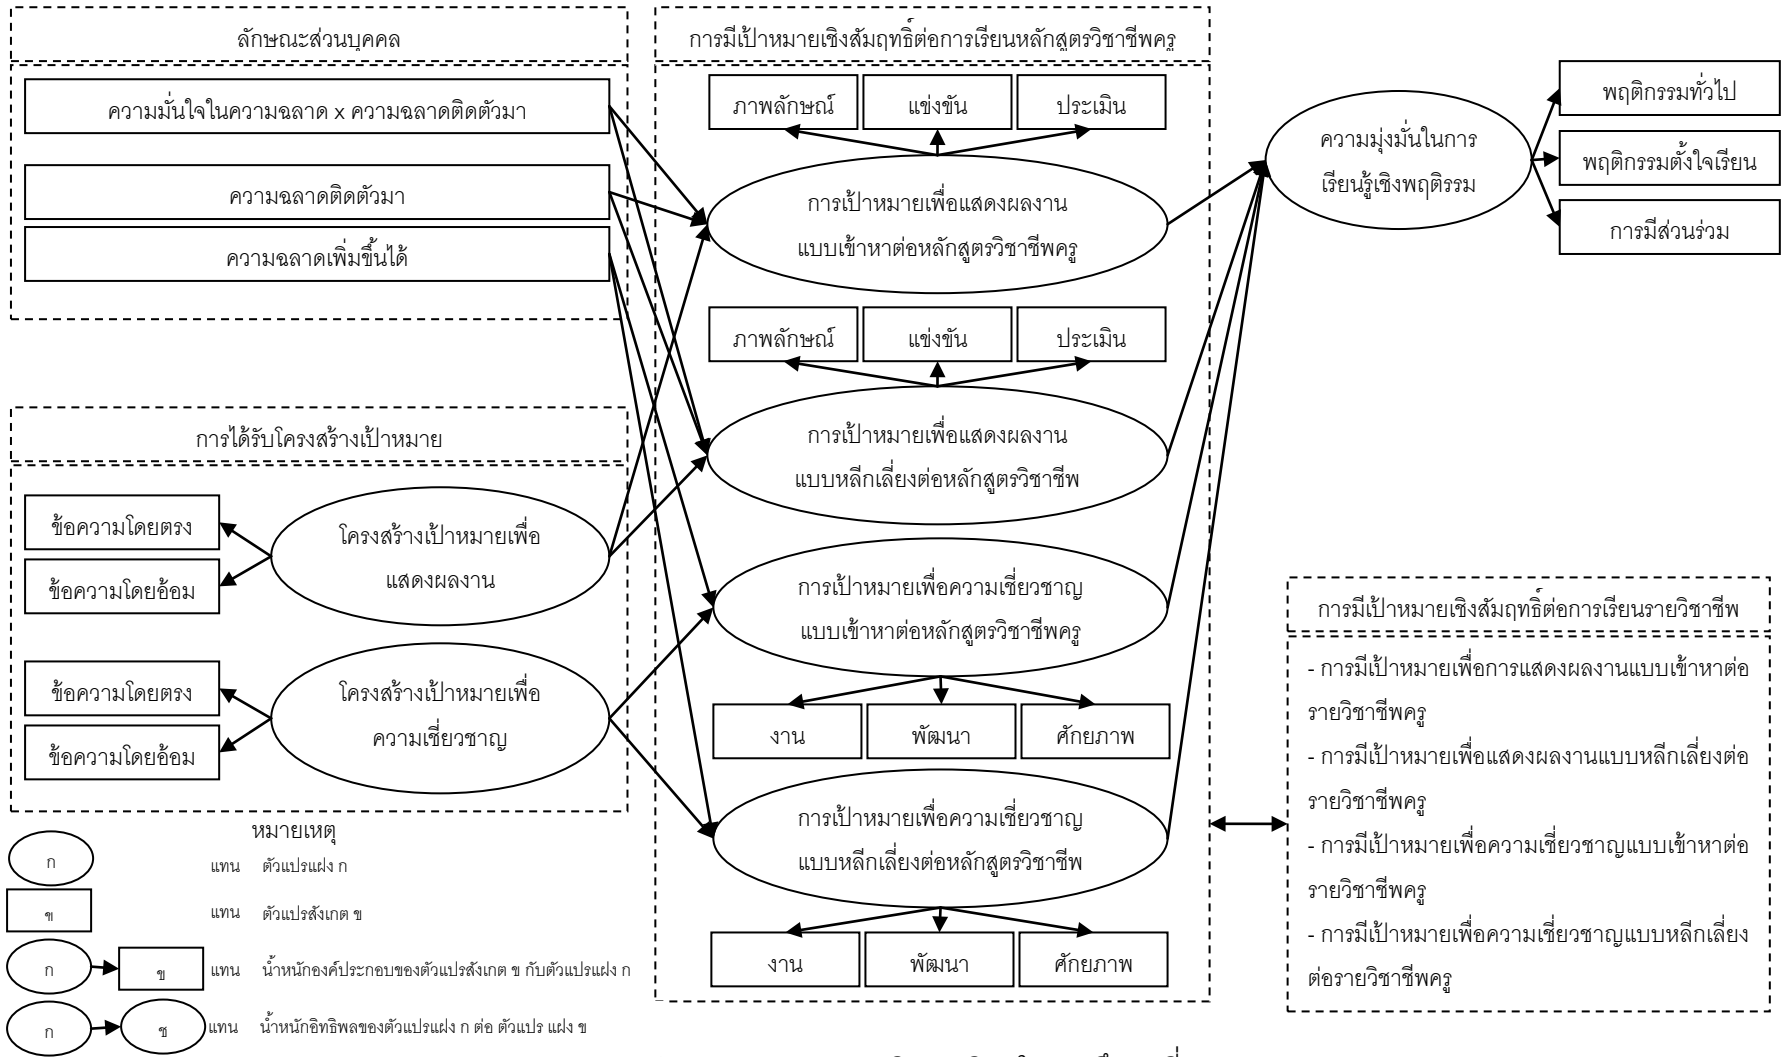 ลักษณะส่วนบุคคล
ความมั่นใจในความฉลาด x ความฉลาดติดตัวมา
ความฉลาดติดตัวมา
ความฉลาดเพิ่มขึ้นได้
การได้รับโครงสร้างเป้าหมาย
ข้อความโดยตรง
ข้อความโดยอ้อม
โครงสร้างเป้าหมายเพื่อ
แสดงผลงาน
ข้อความโดยตรง
ข้อความโดยอ้อม
โครงสร้างเป้าหมายเพื่อ
ความเชี่ยวชาญ
การมีเป้าหมายเชิงสัมฤทธิ์ต่อการเรียนหลักสูตรวิชาชีพครู
ภาพลักษณ์
แข่งขัน
ประเมิน
การเป้าหมายเพื่อแสดงผลงาน
แบบเข้าหาต่อหลักสูตรวิชาชีพครู
ภาพลักษณ์
แข่งขัน
ประเมิน
การเป้าหมายเพื่อแสดงผลงาน
แบบหลีกเลี่ยงต่อหลักสูตรวิชาชีพ
การเป้าหมายเพื่อความเชี่ยวชาญ
แบบเข้าหาต่อหลักสูตรวิชาชีพครู
งาน
พัฒนา
ศักยภาพ
การเป้าหมายเพื่อความเชี่ยวชาญ
แบบหลีกเลี่ยงต่อหลักสูตรวิชาชีพ
งาน
พัฒนา
ศักยภาพ
ความมุ่งมั่นในการ
เรียนรู้เชิงพฤติรรม
พฤติกรรมทั่วไป
พฤติกรรมตั้งใจเรียน
การมีส่วนร่วม
การมีเป้าหมายเชิงสัมฤทธิ์ต่อการเรียนรายวิชาชีพ
- การมีเป้าหมายเพื่อการแสดงผลงานแบบเข้าหาต่อ
รายวิชาชีพครู
- การมีเป้าหมายเพื่อแสดงผลงานแบบหลีกเลี่ยงต่อ
รายวิชาชีพครู
- การมีเป้าหมายเพื่อความเชี่ยวชาญแบบเข้าหาต่อ
รายวิชาชีพครู
- การมีเป้าหมายเพื่อความเชี่ยวชาญแบบหลีกเลี่ยง
ต่อรายวิชาชีพครู
หมายเหตุ
ก แทน ตัวแปรแฝง ก
ข แทน ตัวแปรสังเกต ข
ก ข แทน น้ำหนักองค์ประกอบของตัวแปรสังเกต ข กับตัวแปรแฝง ก
ก ช แทน น้ำหนักอิทธิพลของตัวแปรแฝง ก ต่อ ตัวแปร แฝง ข